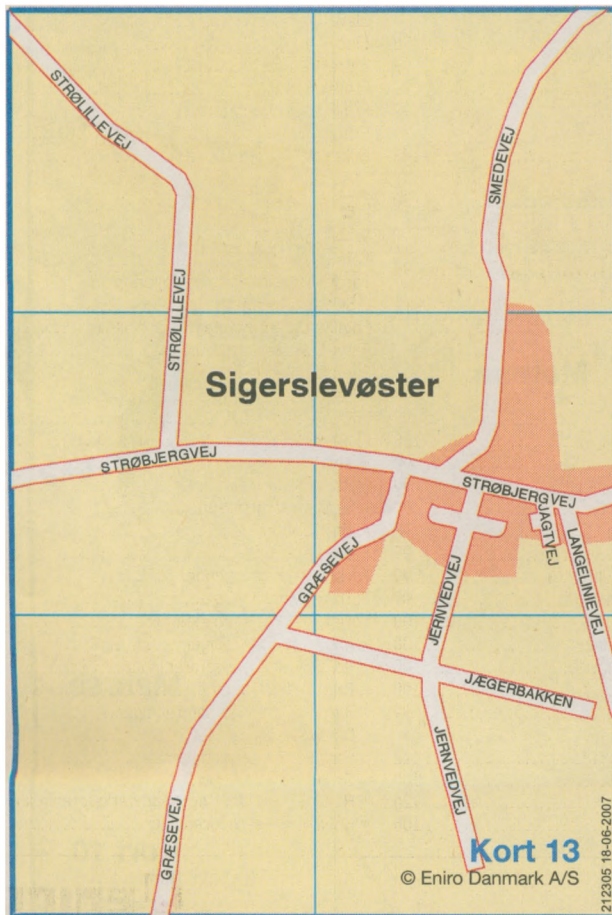 STRØLILLEVEJ
SMEDEVEJ
STRØLILLEVEJ
Sigerslevøster
STRØBJERGVEJ
STRØBJERGVEJ
JAGTVEJ
LANGELINIEVEJ
GRÆSEVEJ
JERNVEDVEJ
JÆGERBAKKEN
JERNVEDVEJ
GRÆSEVEJ
Kort 13
© Eniro Danmark A/S
212305 18-06-2007